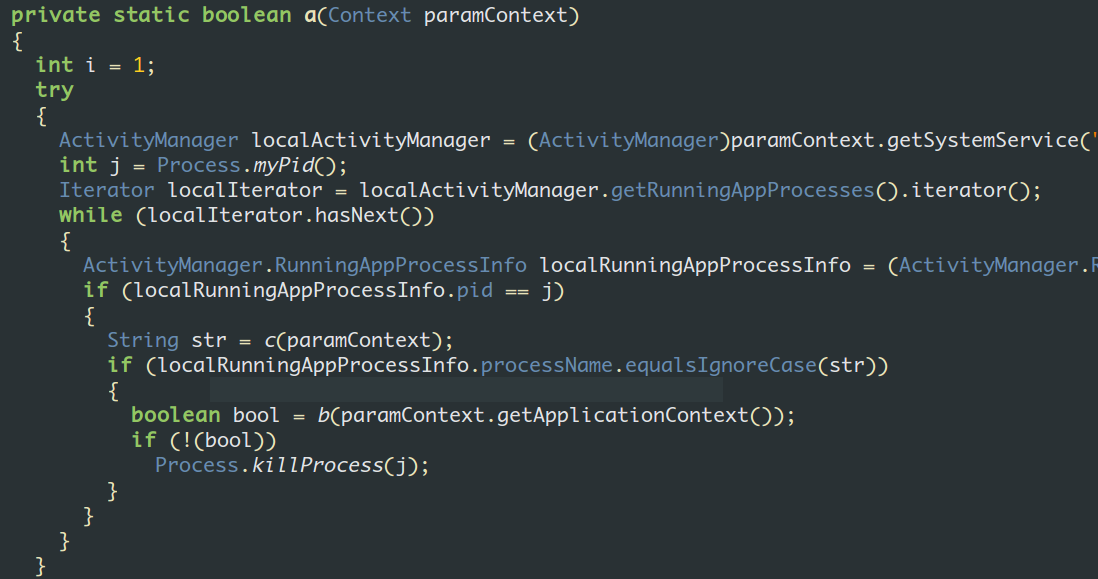 private static boolean a(Context paramContext)
{
int i = 1;
try
{
ActivityManager localActivityManager = (ActivityManager)paramContext.getSystemService("
int j = Process.myPid();
Iterator localIterator = localActivityManager.getRunningAppProcesses().iterator();
while (localIterator.hasNext())
{
ActivityManager.RunningAppProcessInfo localRunningAppProcessInfo = (ActivityManager.R
if (localRunningAppProcessInfo.pid == j)
{
String str = c(paramContext);
if (localRunningAppProcessInfo.processName.equalsIgnoreCase(str))
{
boolean bool = b(paramContext.getApplicationContext());
if (!(bool))
Process.killProcess(j);
}
}
}
}